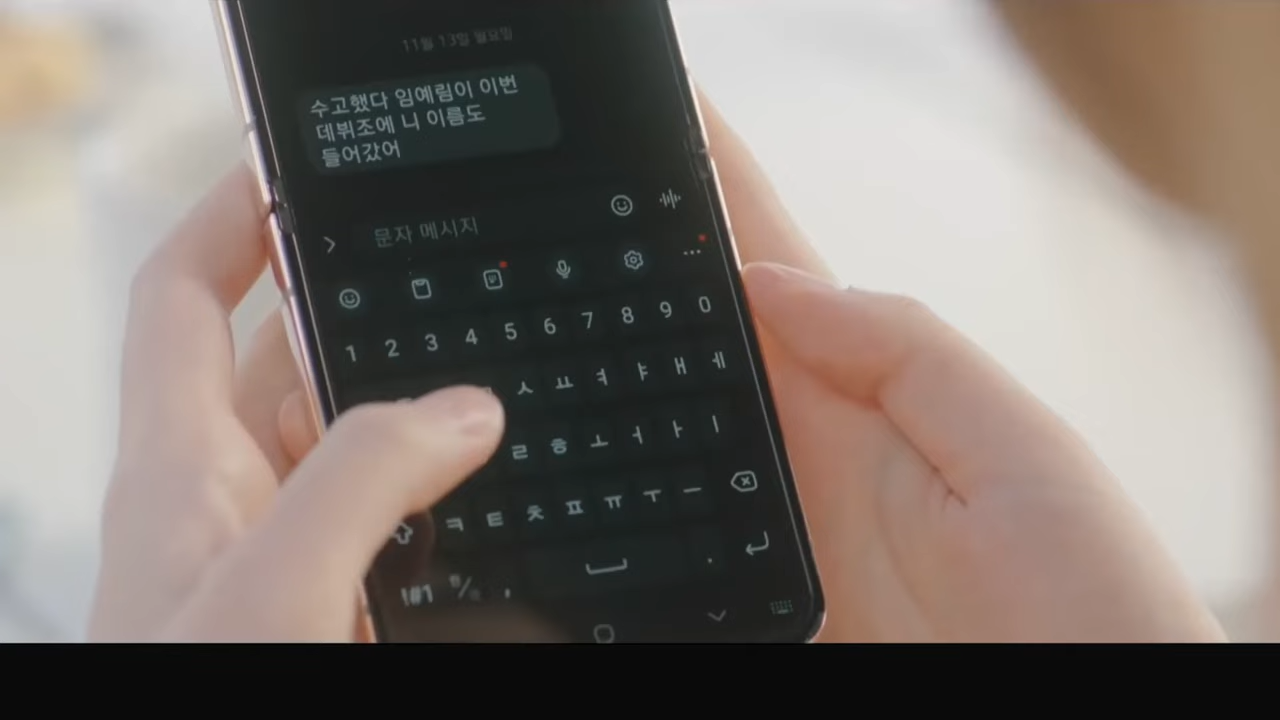 11월 13일 월요일
수고했다 임예림이 이번
데뷔조에 니 이름도
들어갔어
문자 메시지
1 2 3 4 5 6 7 8 9 0
ㅅ ㅛ ㅕ ㅑ ㅐ ㅔ
ㄹ ㅎ ㅗ ㅓ ㅏ ㅣ
ㅋ ㅌ ㅊ ㅍ ㅠ ㅜ ㅡ
!#1 , .